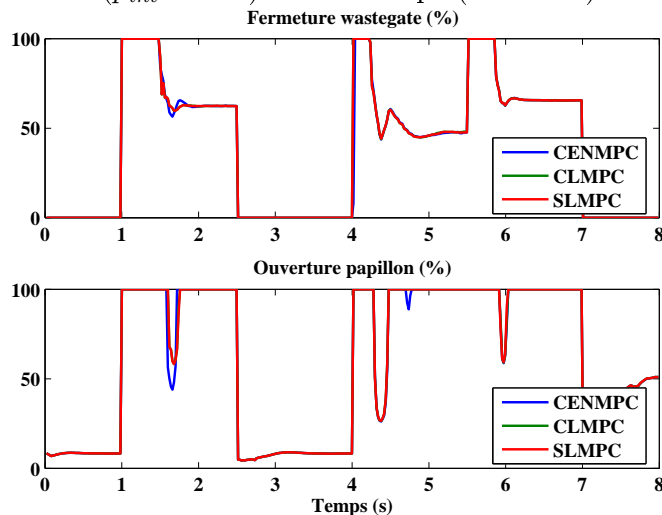 Fermeture wastegate (%)
100
50
0
0 1 2 3 4 5 6 7 8
CENMPC
CLMPC
SLMPC
Ouverture papillon (%)
100
50
0
0 1 2 3 4 5 6 7 8
CENMPC
CLMPC
SLMPC
Temps (s)